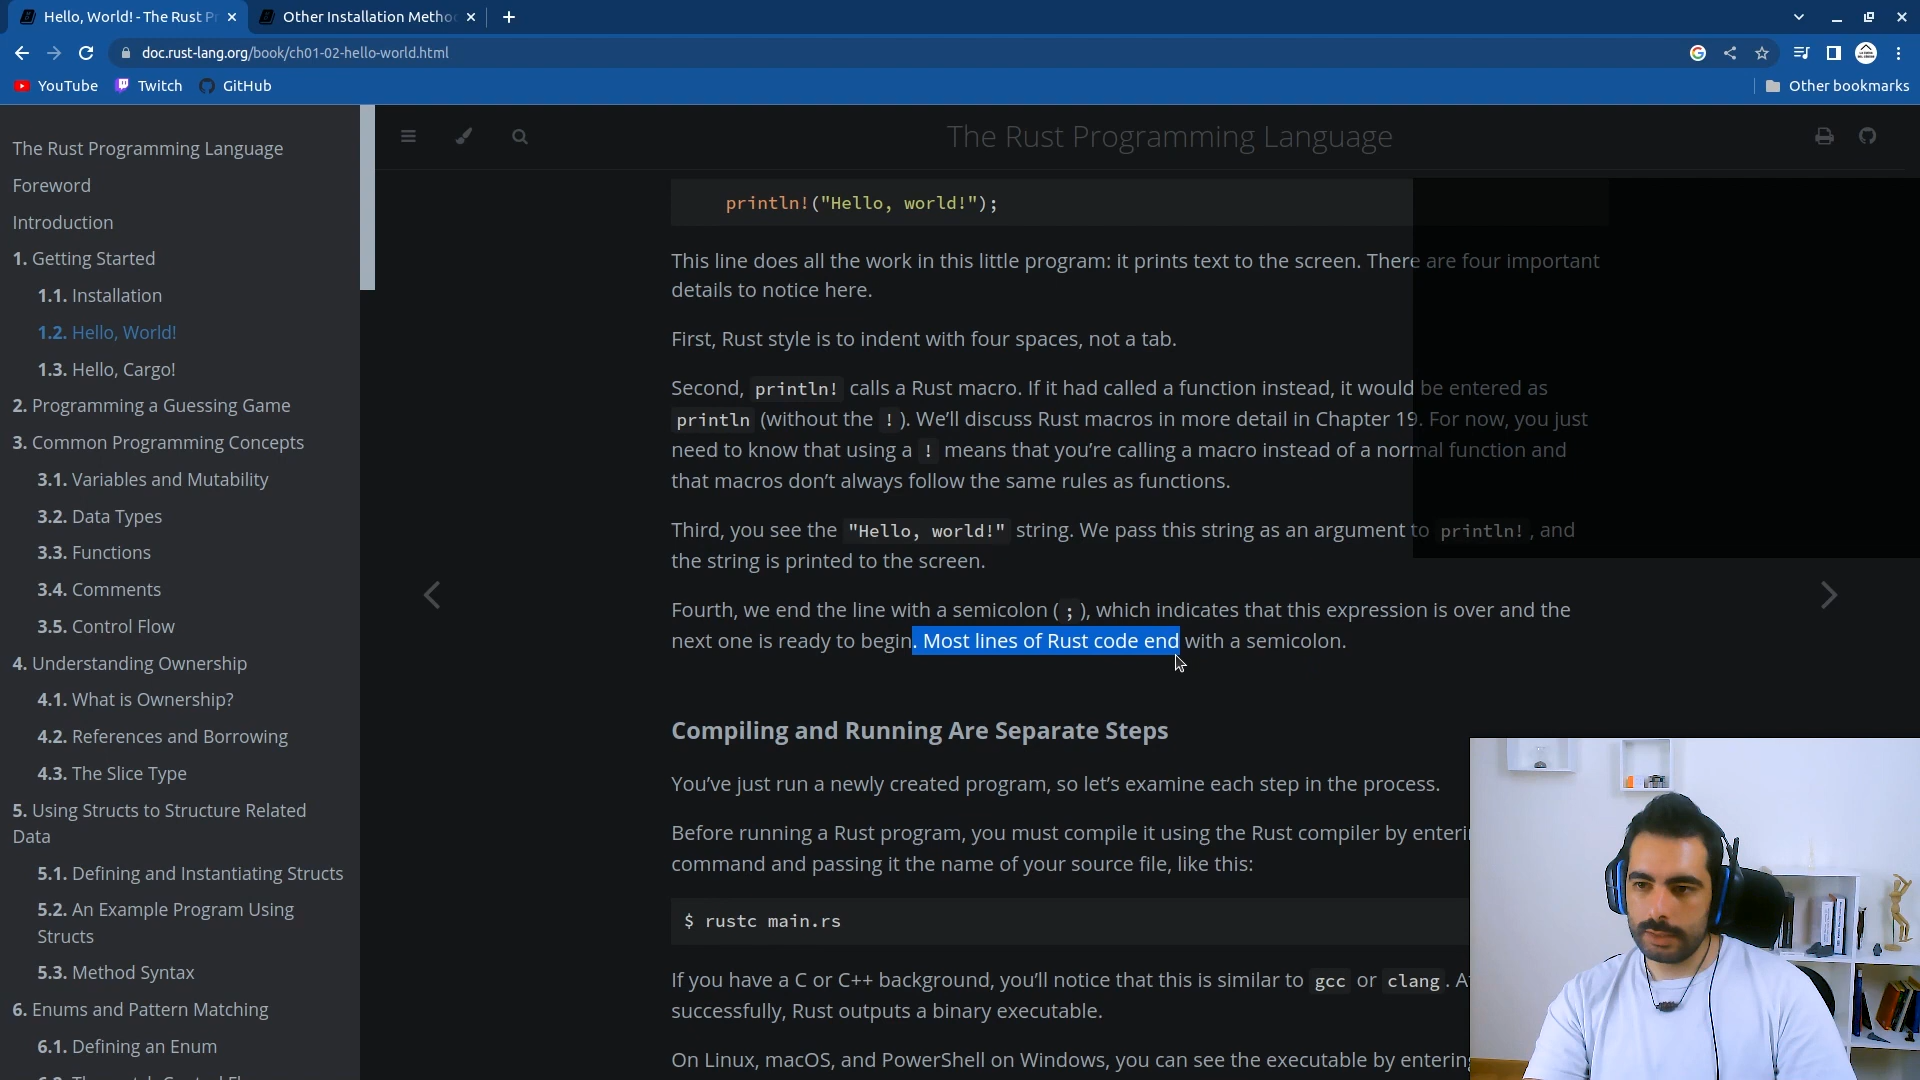 Hello, World! - The Rust Pr
Other Installation Metho
doc.rust-lang.org/book/ch01-02-hello-world.html
YouTube
Twitch
GitHub
Other bookmarks
The Rust Programming Language
Foreword
Introduction
1. Getting Started
1.1. Installation
1.2. Hello, World!
1.3. Hello, Cargo!
2. Programming a Guessing Game
3. Common Programming Concepts
3.1. Variables and Mutability
3.2. Data Types
3.3. Functions
3.4. Comments
3.5. Control Flow
4. Understanding Ownership
4.1. What is Ownership?
4.2. References and Borrowing
4.3. The Slice Type
5. Using Structs to Structure Related
Data
5.1. Defining and Instantiating Structs
5.2. An Example Program Using
Structs
5.3. Method Syntax
6. Enums and Pattern Matching
6.1. Defining an Enum
The Rust Programming Language
println!("Hello, world!");
This line does all the work in this little program: it prints text to the screen. There are four important
details to notice here.
First, Rust style is to indent with four spaces, not a tab.
Second, println! calls a Rust macro. If it had called a function instead, it would be entered as
println (without the !). We’ll discuss Rust macros in more detail in Chapter 19. For now, you just
need to know that using a ! means that you’re calling a macro instead of a normal function and
that macros don’t always follow the same rules as functions.
Third, you see the "Hello, world!" string. We pass this string as an argument to println!, and
the string is printed to the screen.
Fourth, we end the line with a semicolon (;), which indicates that this expression is over and the
next one is ready to begin. Most lines of Rust code end with a semicolon.
Compiling and Running Are Separate Steps
You’ve just run a newly created program, so let’s examine each step in the process.
Before running a Rust program, you must compile it using the Rust compiler by enteri
command and passing it the name of your source file, like this:
$ rustc main.rs
If you have a C or C++ background, you’ll notice that this is similar to gcc or clang. A
successfully, Rust outputs a binary executable.
On Linux, macOS, and PowerShell on Windows, you can see the executable by entering